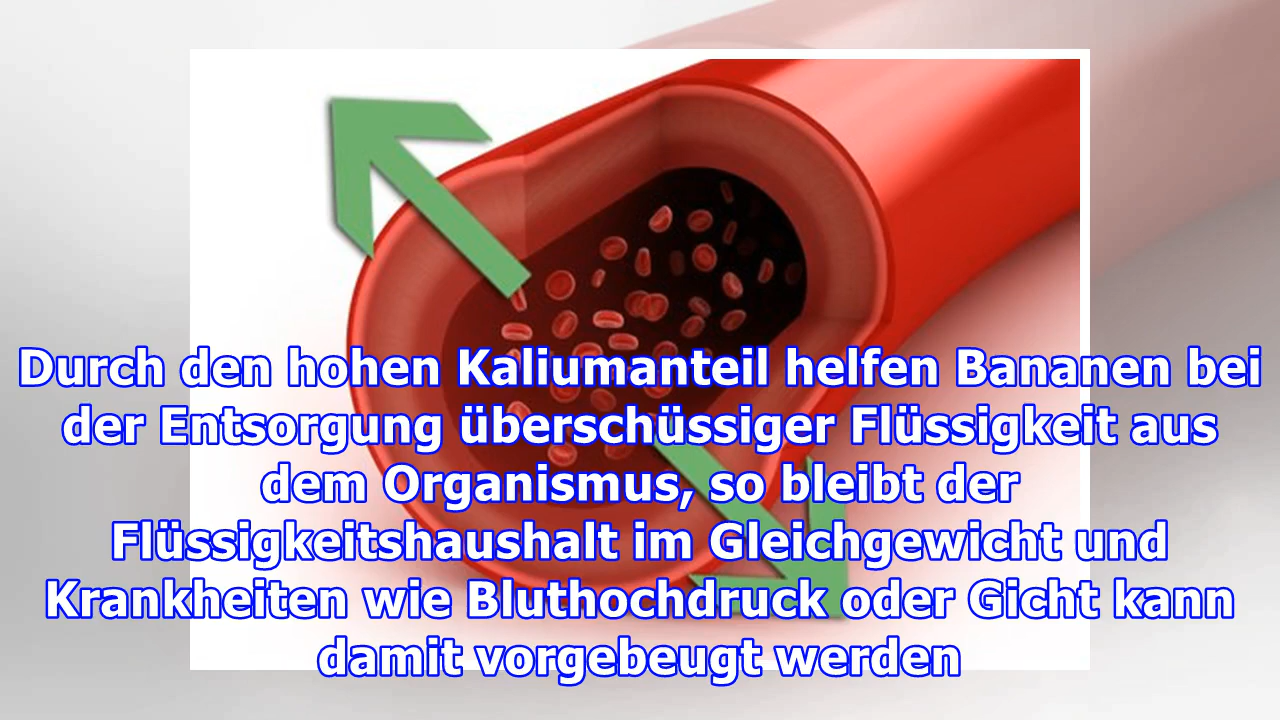 Durch den hohen Kaliumanteil helfen Bananen bei
der Entsorgung überschüssiger Flüssigkeit aus
dem Organismus, so bleibt der
Flüssigkeitshaushalt im Gleichgewicht und
Krankheiten wie Bluthochdruck oder Gicht kann
damit vorgebeugt werden